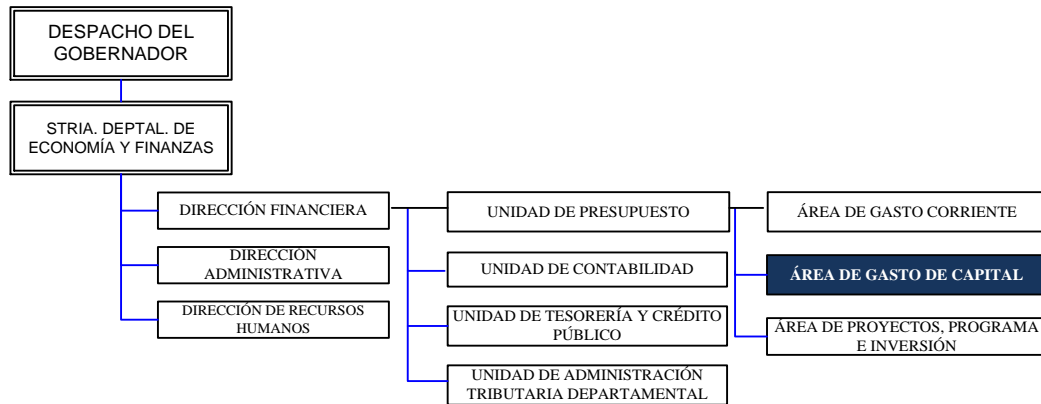 DESPACHO DEL
GOBERNADOR
STRIA. DEPTAL. DE
ECONOMÍA Y FINANZAS
DIRECCIÓN FINANCIERA
UNIDAD DE PRESUPUESTO
ÁREA DE GASTO CORRIENTE
DIRECCIÓN
ADMINISTRATIVA
UNIDAD DE CONTABILIDAD
ÁREA DE GASTO DE CAPITAL
DIRECCIÓN DE RECURSOS
HUMANOS
UNIDAD DE TESORERÍA Y CRÉDITO
PÚBLICO
ÁREA DE PROYECTOS, PROGRAMA
E INVERSIÓN
UNIDAD DE ADMINISTRACIÓN
TRIBUTARIA DEPARTAMENTAL